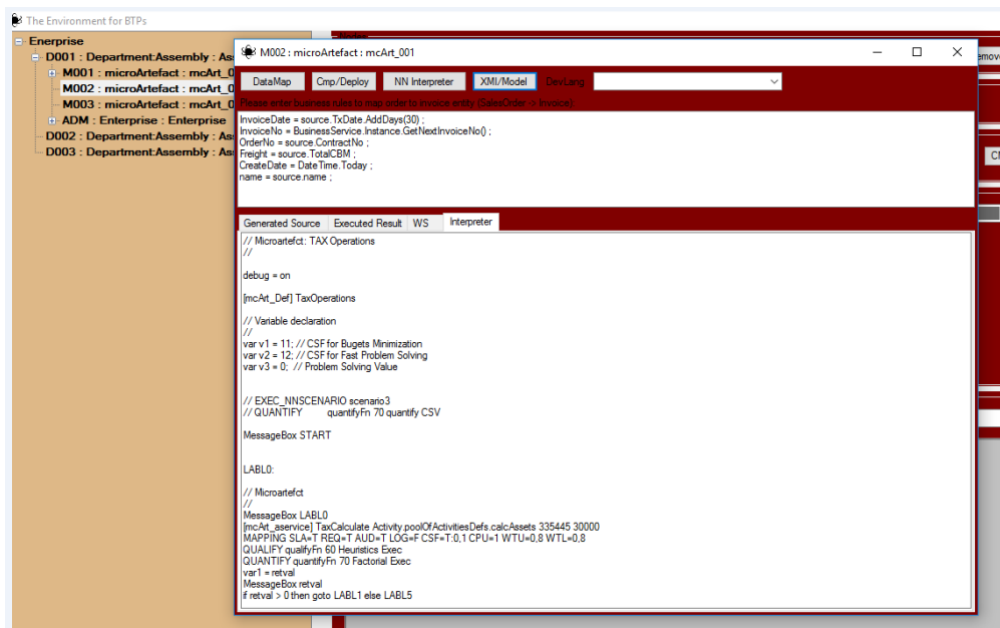 The Environment for BTPs
Enerprise
D001 : Department:Assembly : As
M001 : microArtefact : mcArt_0
M002 : microArtefact : mcArt_0
M003 : microArtefact : mcArt_0
ADM : Enterprise : Enterprise
D002 : Department:Assembly : As
D003 : Department:Assembly : As
M002 : microArtefact : mcArt_001
DataMap Cmp/Deploy NN Interpreter XMI/Model DevLang
Please enter business rules to map order to invoice entity (SalesOrder -> Invoice)
InvoiceDate = source.TxDate.AddDays(30) ;
InvoiceNo = BusinessService.Instance.GetNextInvoiceNo() ;
OrderNo = source.ContractNo ;
Freight = source.TotalCBM ;
CreateDate = DateTime.Today ;
name = source.name ;
Generated Source Executed Result WS Interpreter
// Microartefct: TAX Operations
//
debug = on
[mcArt_Def] TaxOperations
// Variable declaration
//
var v1 = 11; // CSF for Bugets Minimization
var v2 = 12; // CSF for Fast Problem Solving
var v3 = 0; // Problem Solving Value
// EXEC_NNSCENARIO scenario3
// QUANTIFY quantifyFn 70 quantify CSV
MessageBox START
LABL0:
// Microartefct
//
MessageBox LABL0
[mcArt_aservice] TaxCalculate Activity.poolOfActivitiesDefs.calcAssets 335445 30000
MAPPING SLA=T REQ=T AUD=T LOG=F CSF=T:0,1 CPU=1 WTU=0,8 WTL=0,8
QUALIFY qualifyFn 60 Heuristics Exec
QUANTIFY quantifyFn 70 Factorial Exec
var1 = retval
MessageBox retval
if retval > 0 then goto LABL1 else LABL5